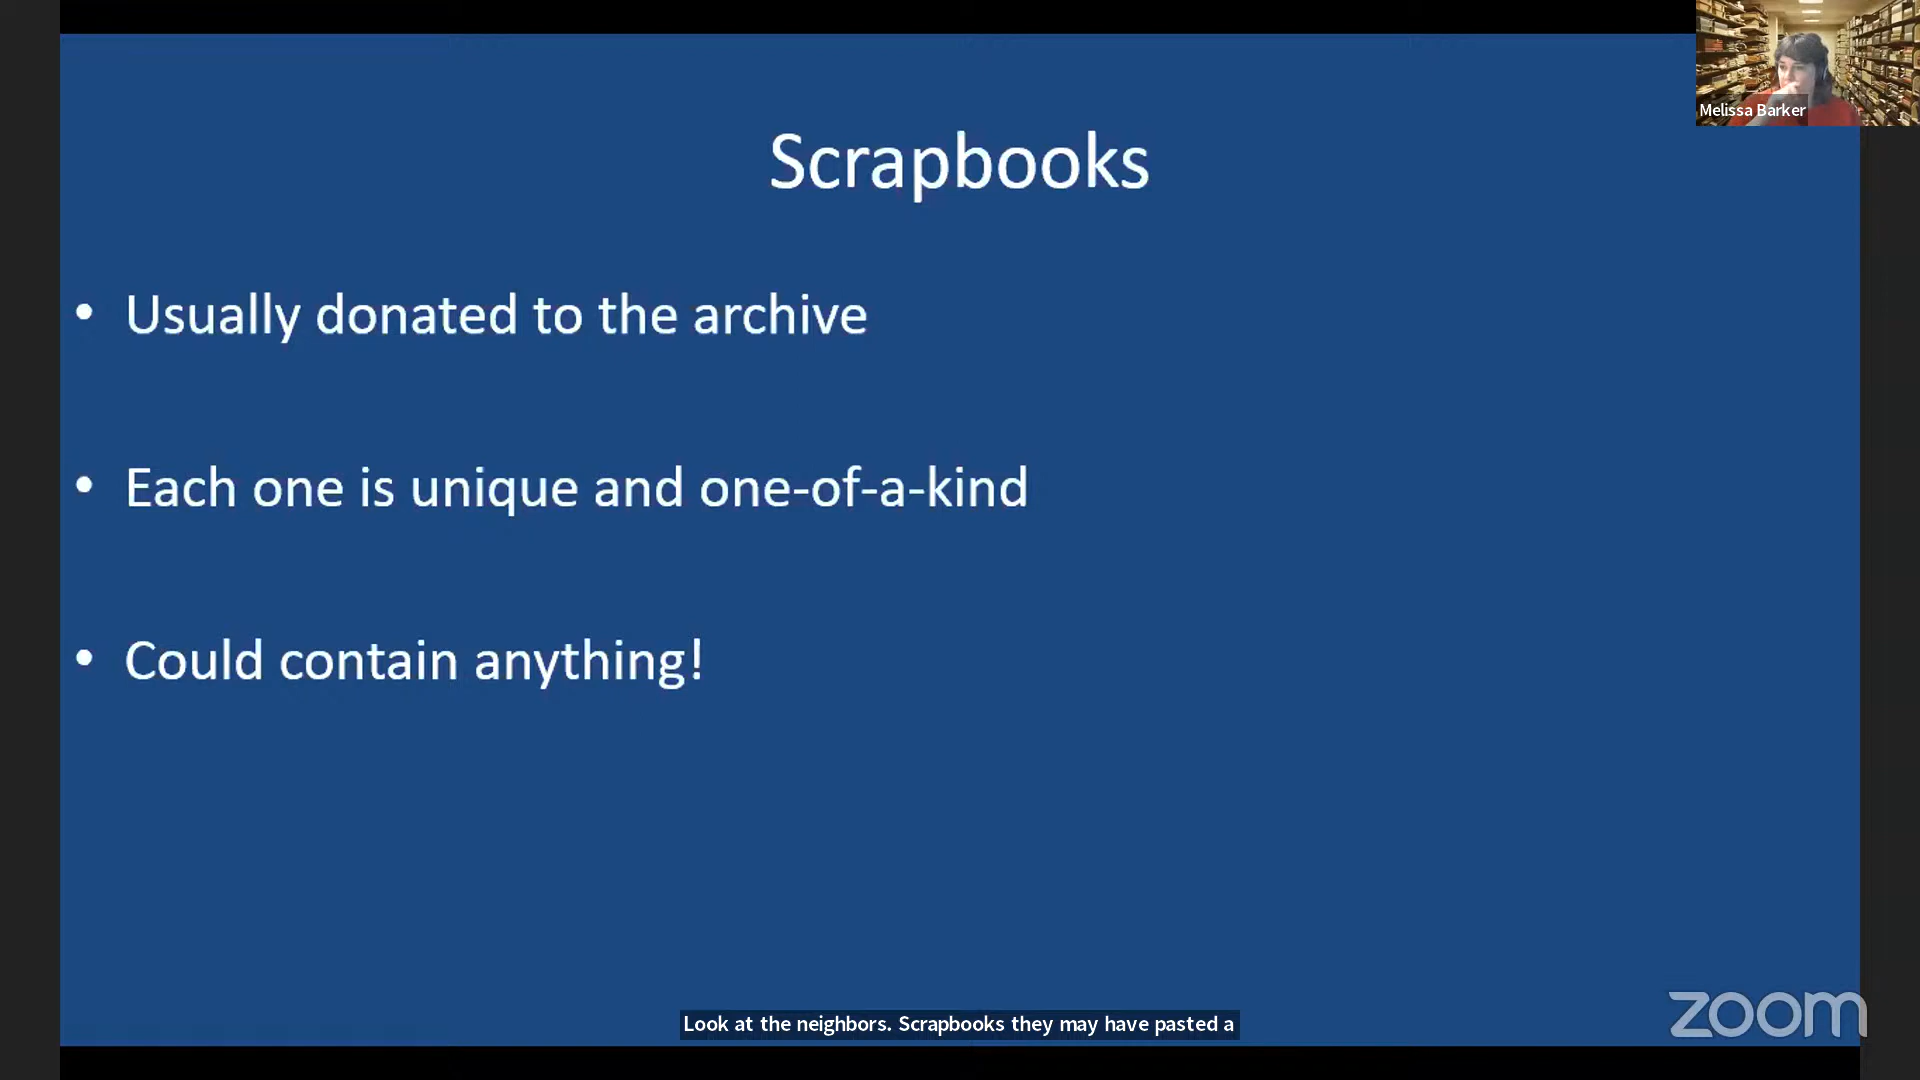 Melissa Barker
Scrapbooks
• Usually donated to the archive
• Each one is unique and one-of-a-kind
• Could contain anything!
Look at the neighbors. Scrapbooks they may have pasted a
zoom